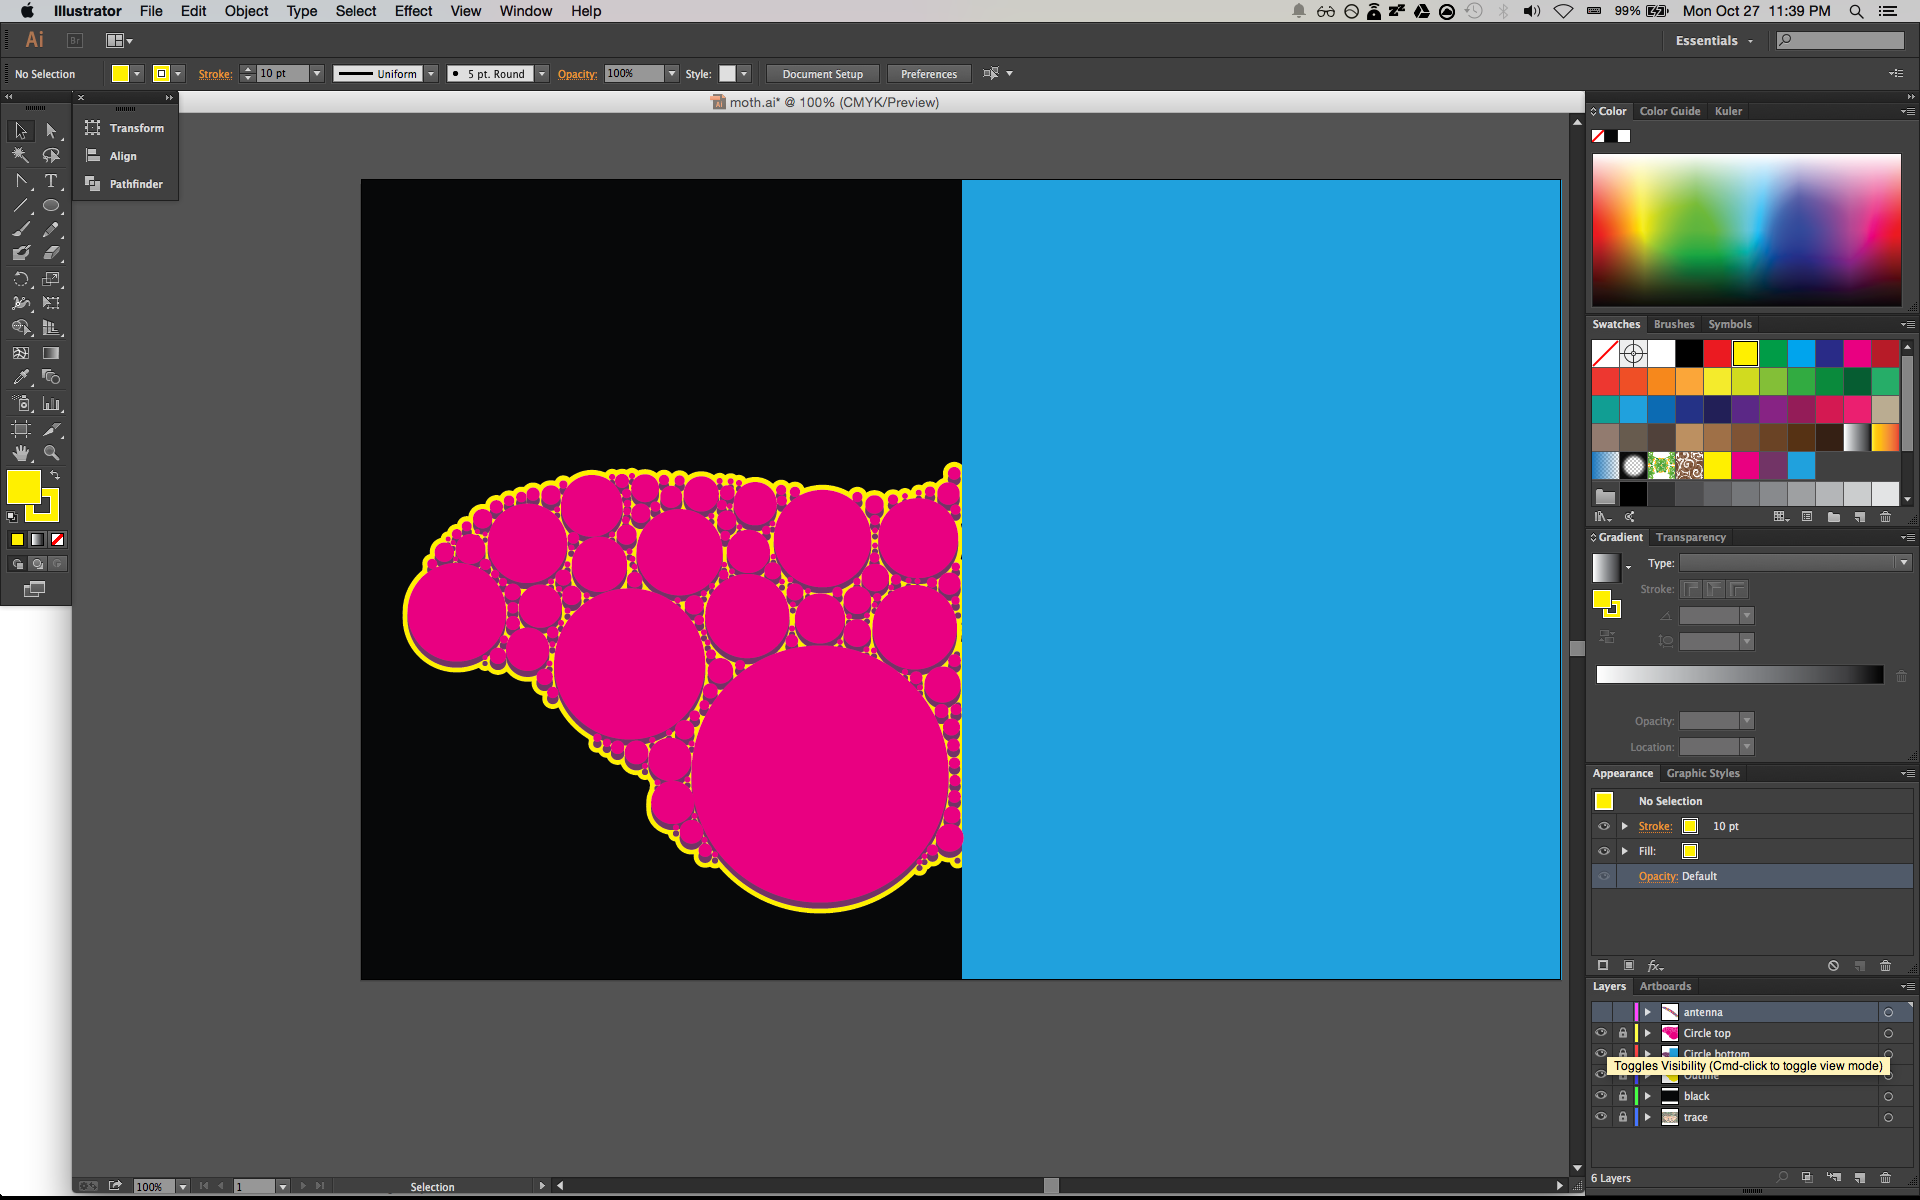 Illustrator File Edit Object Type Select Effect View Window Help 99% Mon Oct 27 11:39 PM
Ai Br Essentials
No Selection Stroke: 10 pt Uniform 5 pt. Round Opacity: 100% Style: Document Setup Preferences
moth.ai* @ 100% (CMYK/Preview)
Transform
Align
Pathfinder
T
Color Color Guide Kuler
Swatches Brushes Symbols
Gradient Transparency
Type:
Stroke:
Opacity:
Location:
Appearance Graphic Styles
No Selection
Stroke: 10 pt
Fill:
Opacity: Default
fx
Layers Artboards
antenna
Circle top
Circle bottom
Toggles Visibility (Cmd-click to toggle view mode)
Outline
black
trace
6 Layers
100% 1 Selection